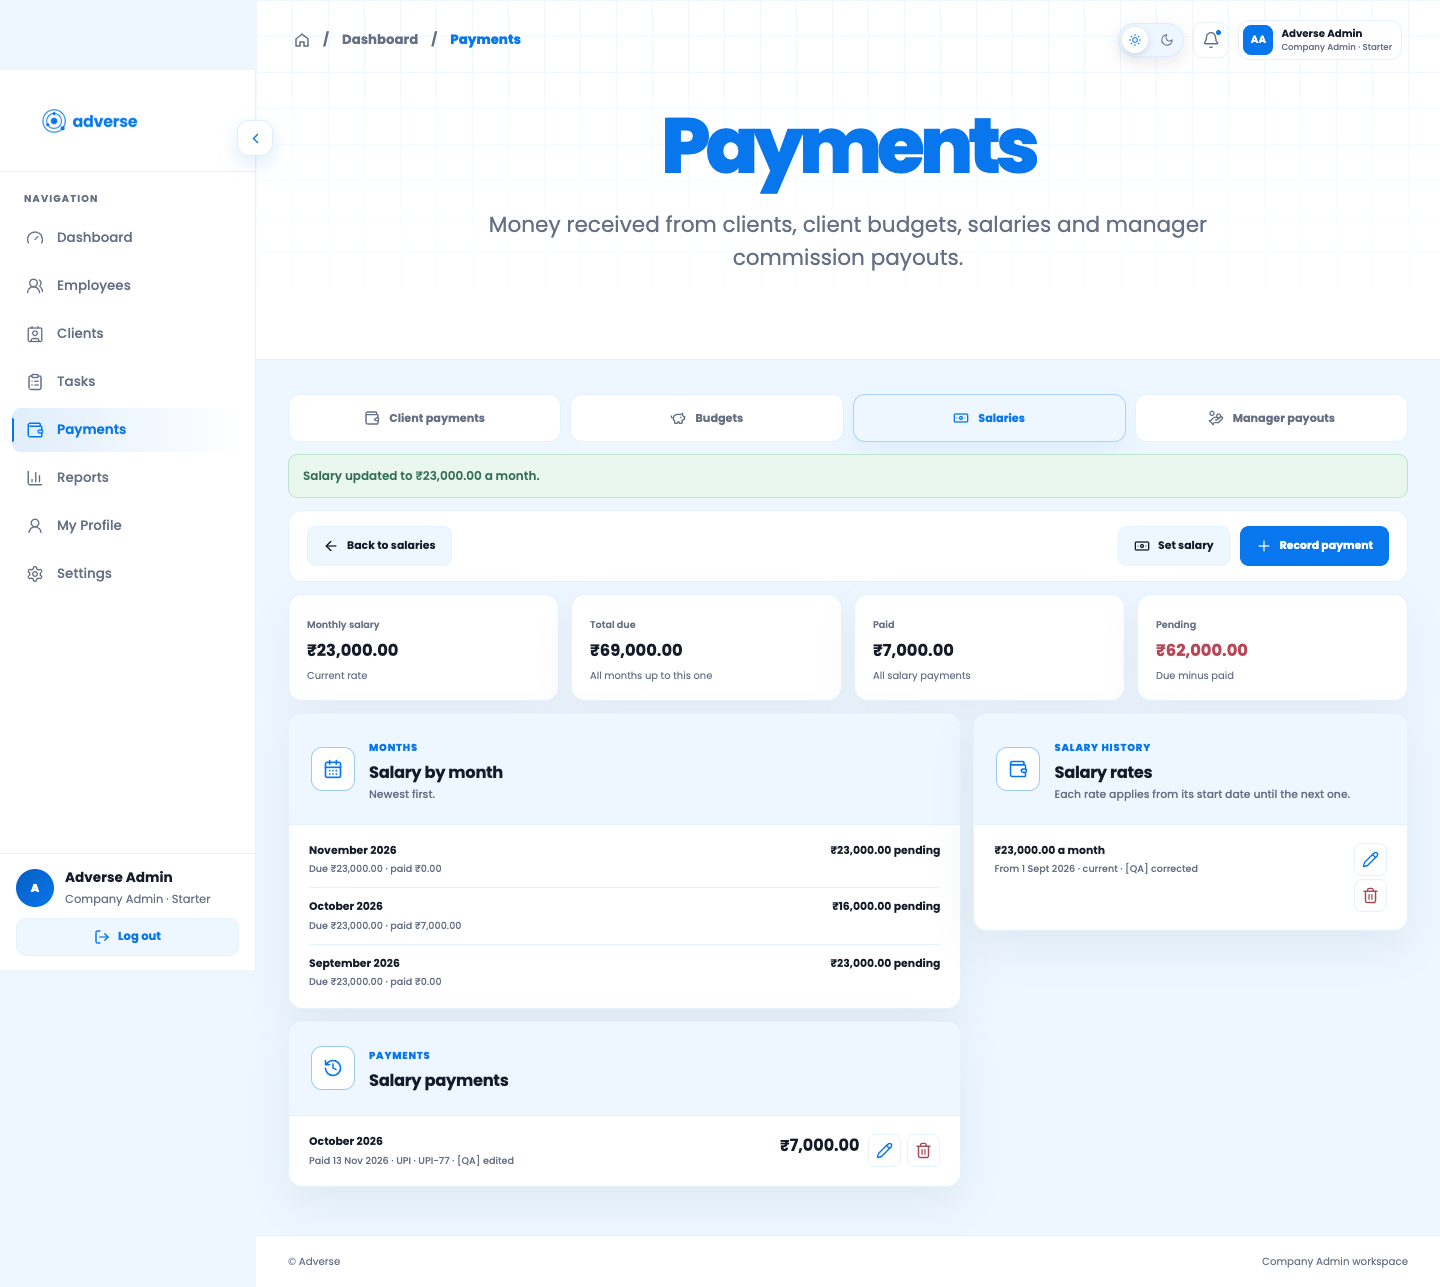 / Dashboard / Payments
AA
Adverse Admin
Company Admin · Starter
adverse
NAVIGATION
Dashboard
Employees
Clients
Tasks
Payments
Reports
My Profile
Settings
A
Adverse Admin
Company Admin · Starter
Log out
Payments
Money received from clients, client budgets, salaries and manager
commission payouts.
Client payments
Budgets
Salaries
Manager payouts
Salary updated to ₹23,000.00 a month.
Back to salaries
Set salary
Record payment
Monthly salary
₹23,000.00
Current rate
Total due
₹69,000.00
All months up to this one
Paid
₹7,000.00
All salary payments
Pending
₹62,000.00
Due minus paid
MONTHS
Salary by month
Newest first.
November 2026
₹23,000.00 pending
Due ₹23,000.00 · paid ₹0.00
October 2026
₹16,000.00 pending
Due ₹23,000.00 · paid ₹7,000.00
September 2026
₹23,000.00 pending
Due ₹23,000.00 · paid ₹0.00
SALARY HISTORY
Salary rates
Each rate applies from its start date until the next one.
₹23,000.00 a month
From 1 Sept 2026 · current · [QA] corrected
PAYMENTS
Salary payments
October 2026
₹7,000.00
Paid 13 Nov 2026 · UPI · UPI-77 · [QA] edited
© Adverse
Company Admin workspace